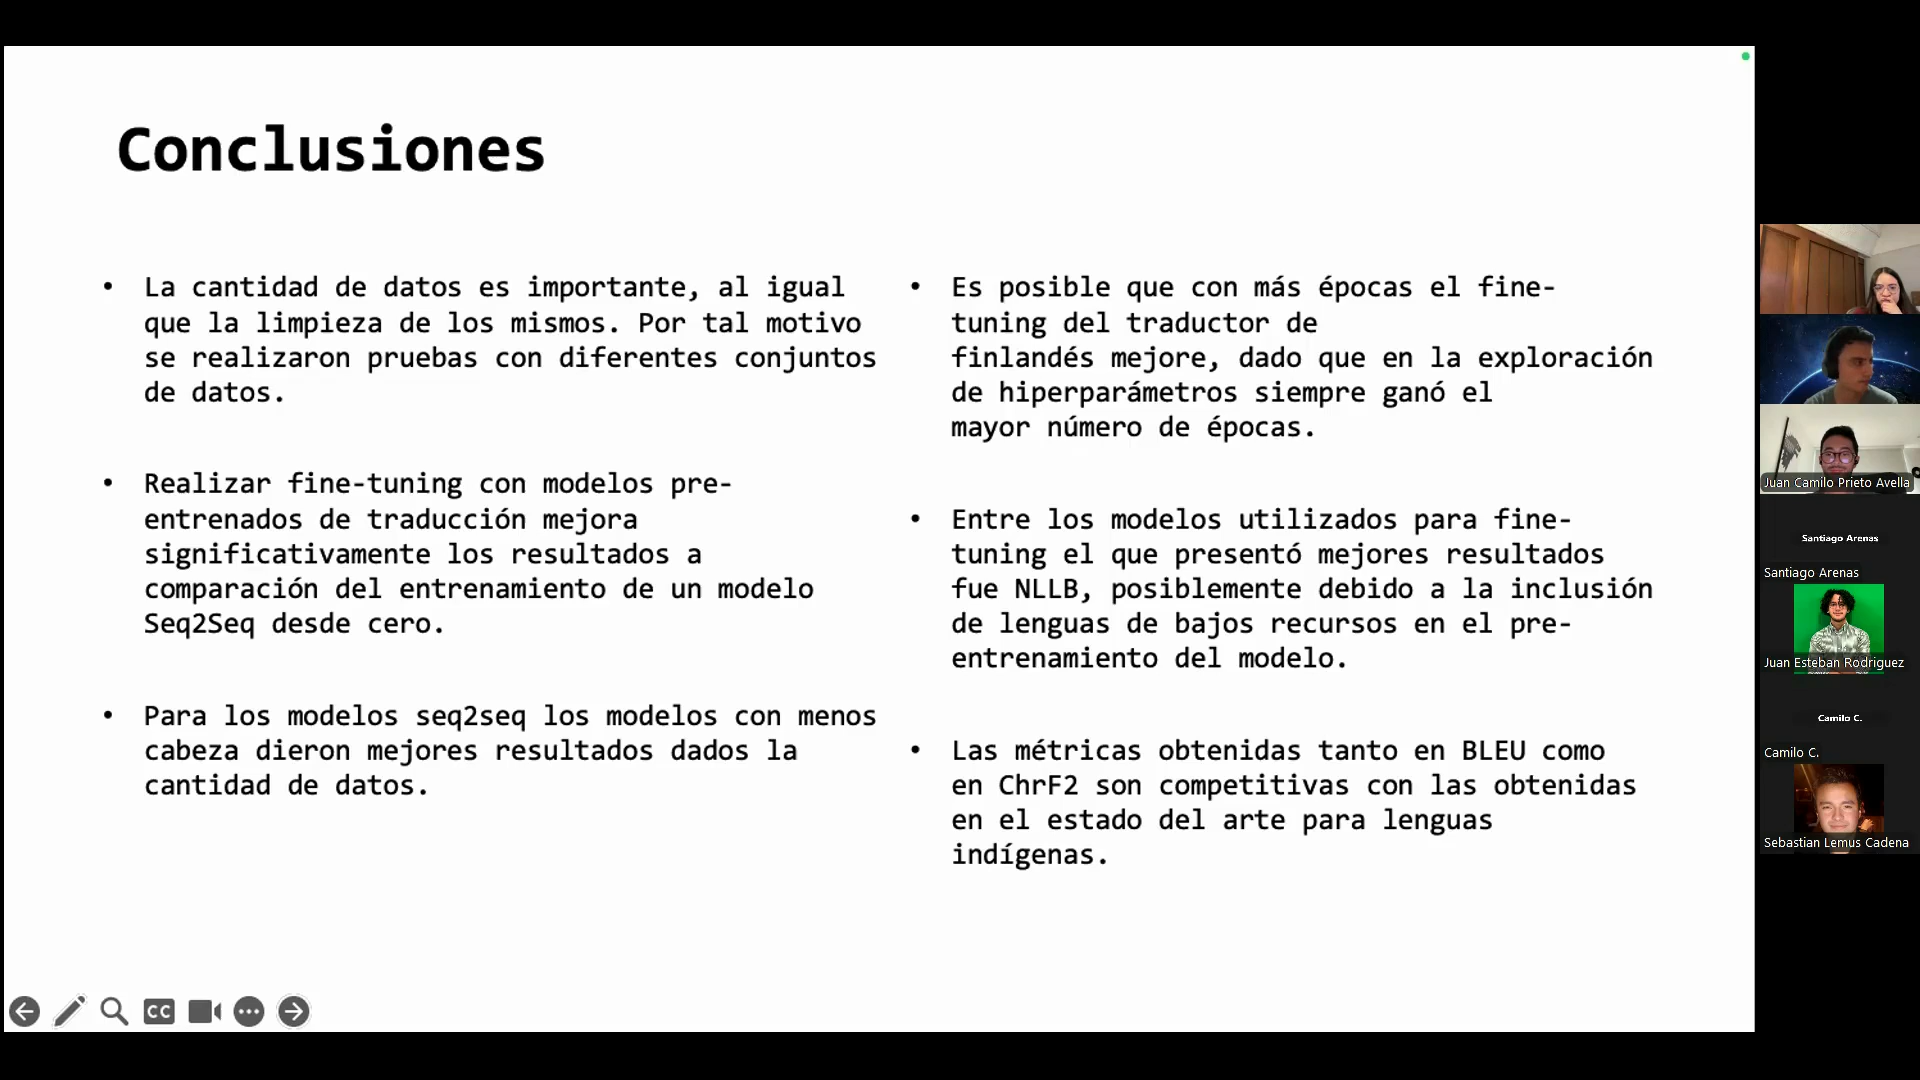 Conclusiones
• La cantidad de datos es importante, al igual
que la limpieza de los mismos. Por tal motivo
se realizaron pruebas con diferentes conjuntos
de datos.
• Realizar fine-tuning con modelos pre-
entrenados de traducción mejora
significativamente los resultados a
comparación del entrenamiento de un modelo
Seq2Seq desde cero.
• Para los modelos seq2seq los modelos con menos
cabeza dieron mejores resultados dados la
cantidad de datos.
• Es posible que con más épocas el fine-
tuning del traductor de
finlandés mejore, dado que en la exploración
de hiperparámetros siempre ganó el
mayor número de épocas.
• Entre los modelos utilizados para fine-
tuning el que presentó mejores resultados
fue NLLB, posiblemente debido a la inclusión
de lenguas de bajos recursos en el pre-
entrenamiento del modelo.
• Las métricas obtenidas tanto en BLEU como
en ChrF2 son competitivas con las obtenidas
en el estado del arte para lenguas
indígenas.
CC
Juan Camilo Prieto Avella
Santiago Arenas
Santiago Arenas
Juan Esteban Rodriguez
Camilo C.
Camilo C.
Sebastian Lemus Cadena